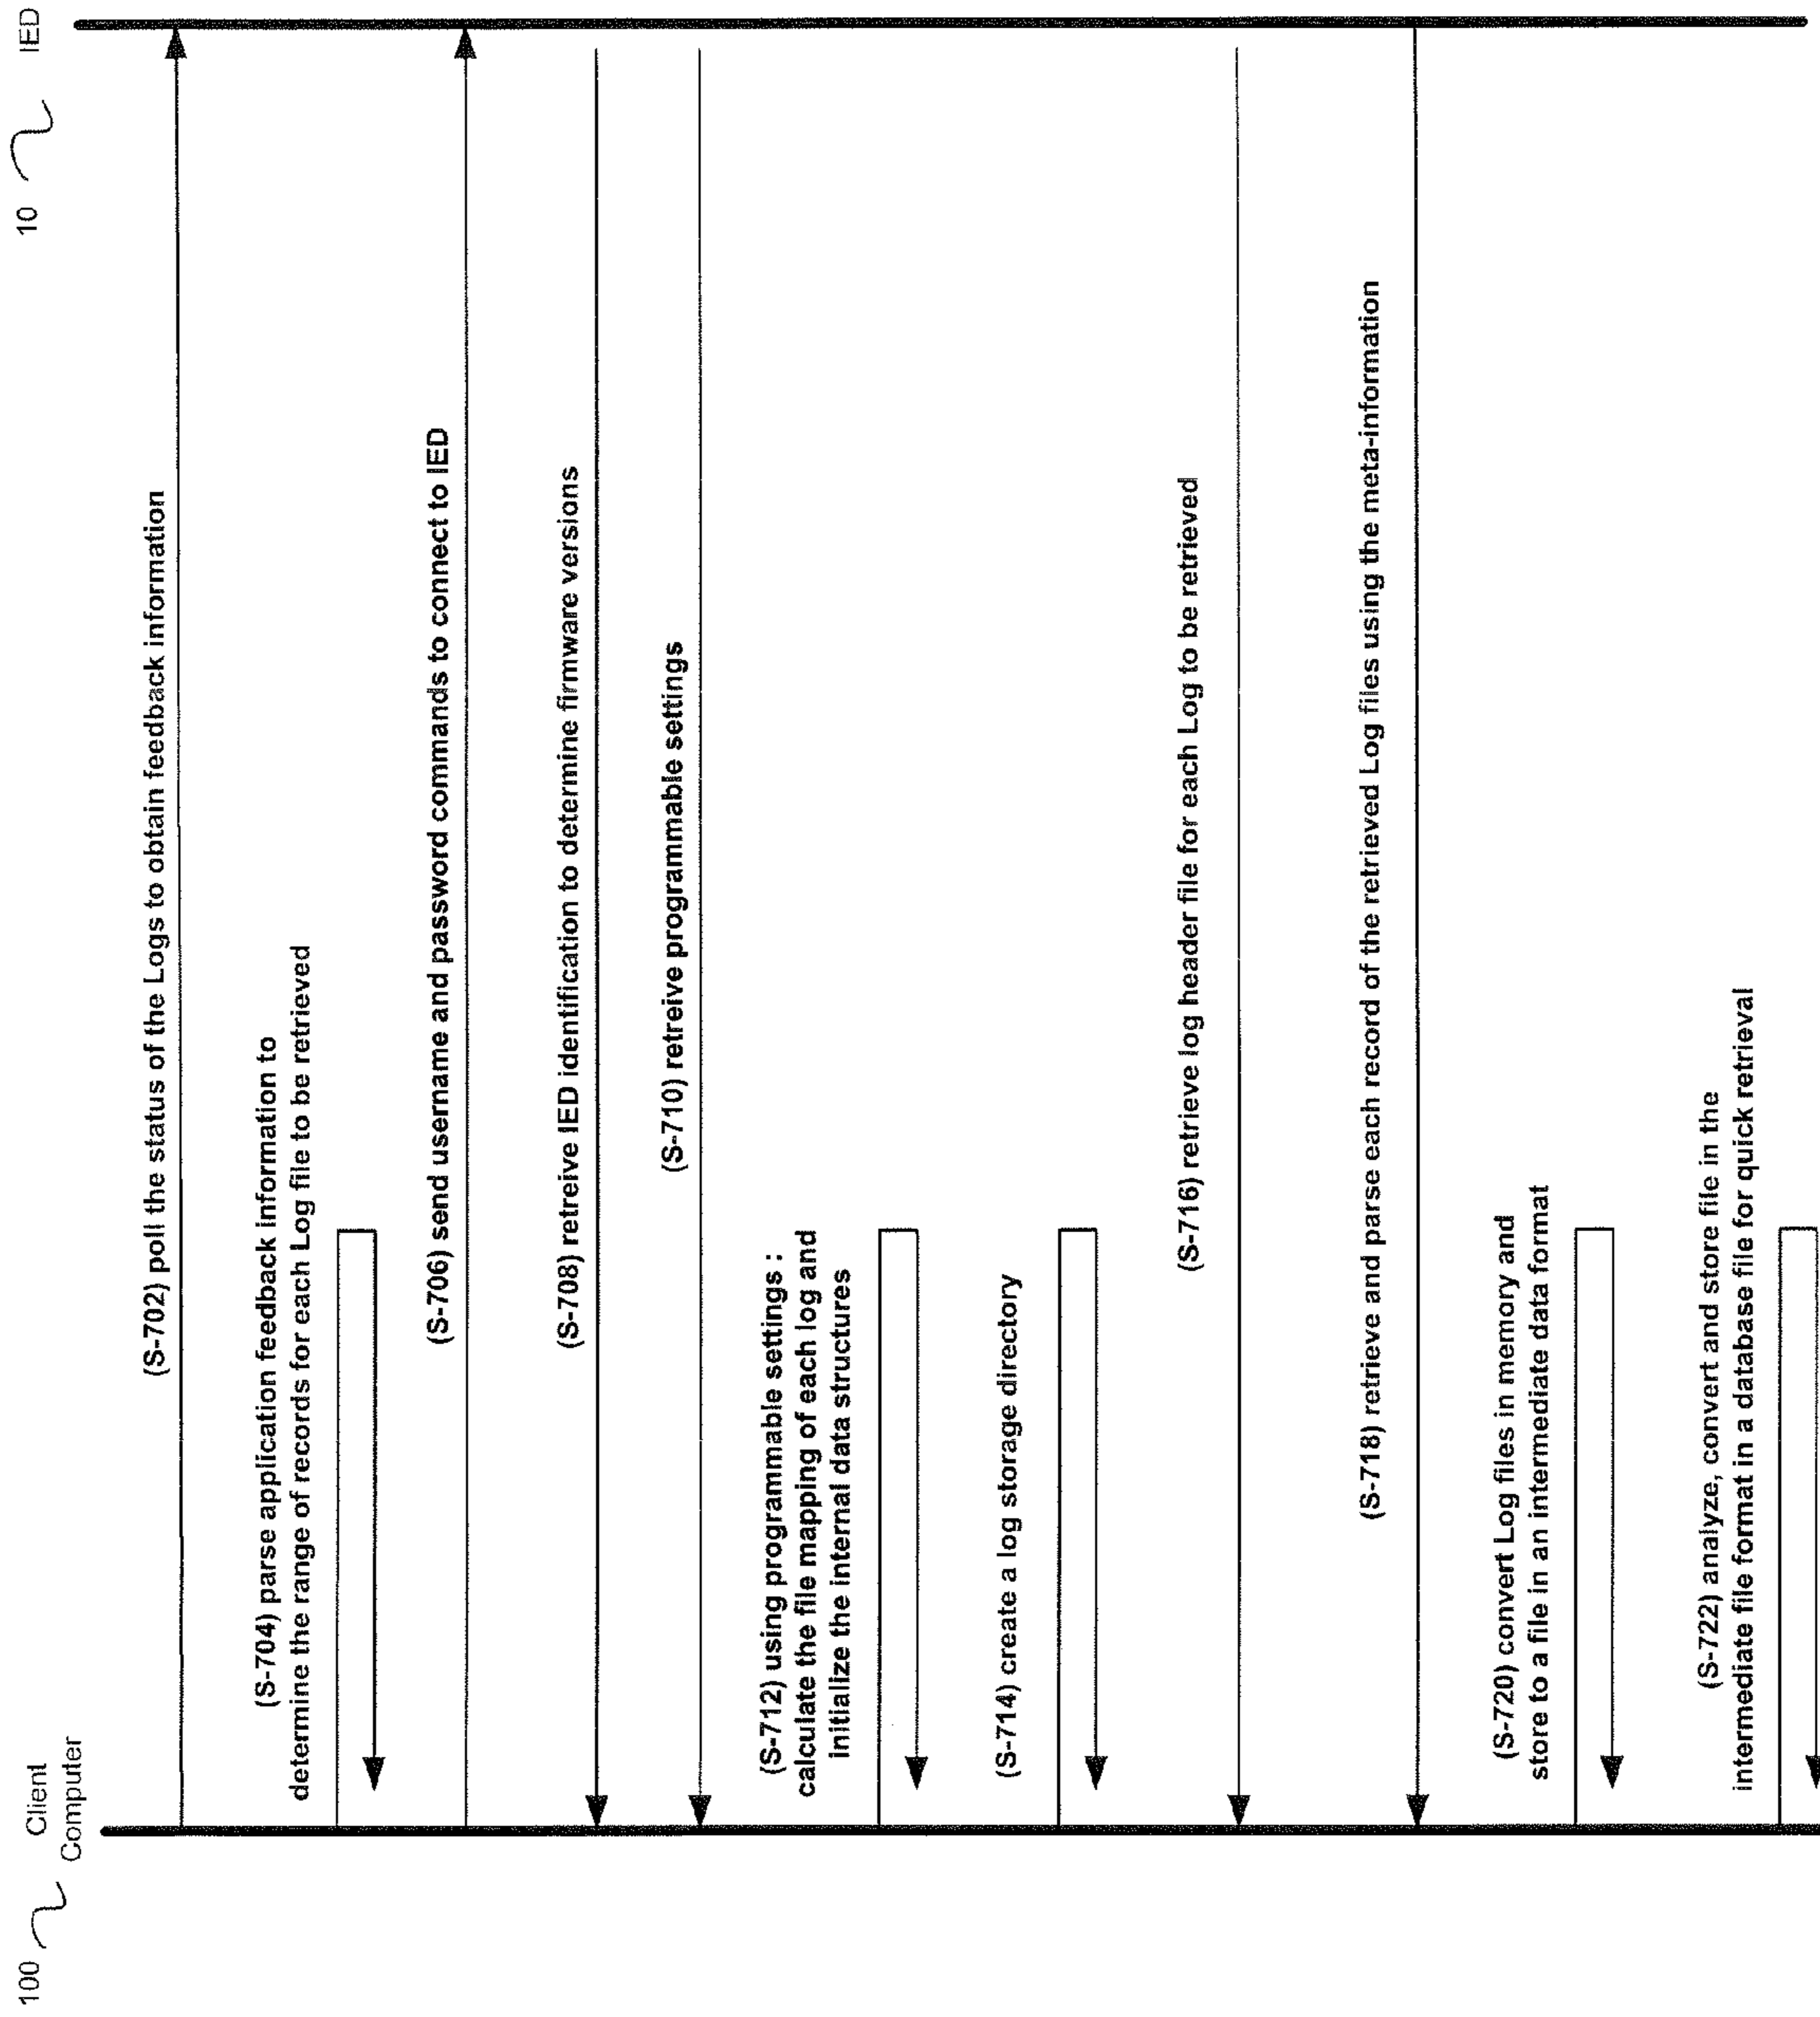 100
Client
Computer
10
IED
(S-702) poll the status of the Logs to obtain feedback information
(S-704) parse application feedback information to
determine the range of records for each Log file to be retrieved
(S-706) send username and password commands to connect to IED
(S-708) retreive IED identification to determine firmware versions
(S-710) retreive programmable settings
(S-712) using programmable settings :
calculate the file mapping of each log and
initialize the internal data structures
(S-714) create a log storage directory
(S-716) retrieve log header file for each Log to be retrieved
(S-718) retrieve and parse each record of the retrieved Log files using the meta-information
(S-720) convert Log files in memory and
store to a file in an intermediate data format
(S-722) analyze, convert and store file in the
intermediate file format in a database file for quick retrieval